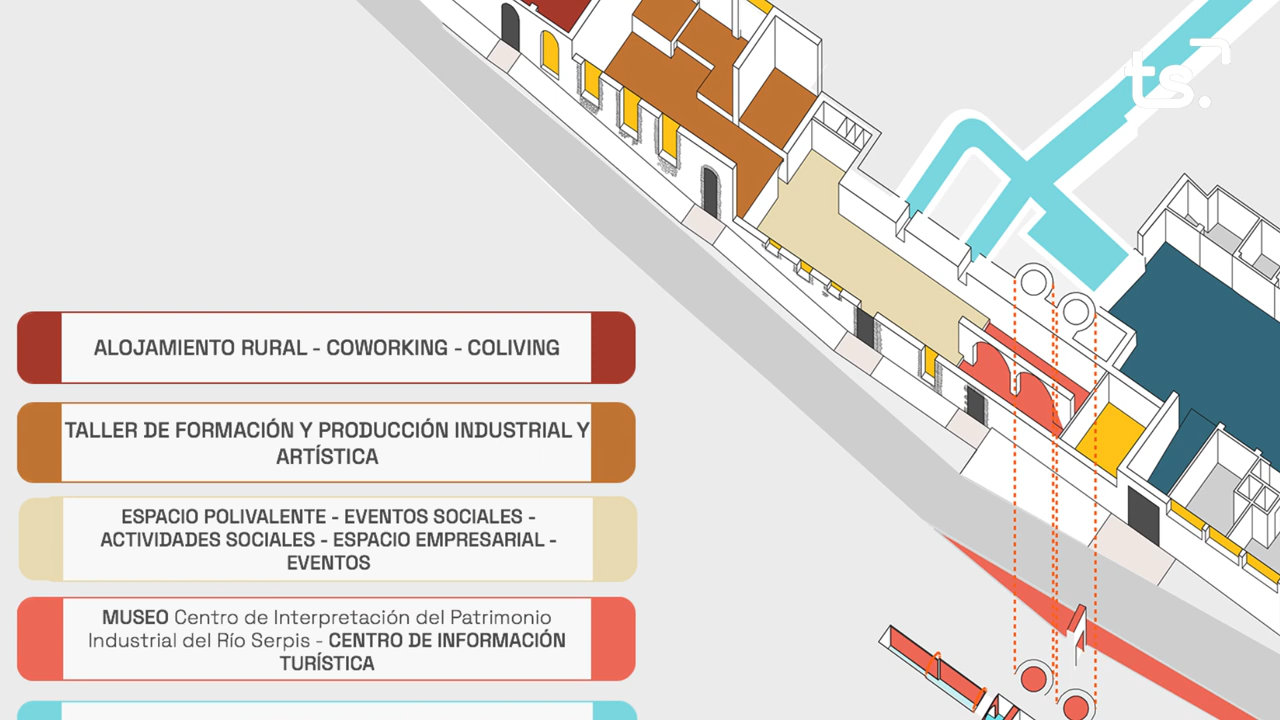 ts.
ALOJAMIENTO RURAL - COWORKING - COLIVING
TALLER DE FORMACIÓN Y PRODUCCIÓN INDUSTRIAL Y
ARTÍSTICA
ESPACIO POLIVALENTE - EVENTOS SOCIALES -
ACTIVIDADES SOCIALES - ESPACIO EMPRESARIAL -
EVENTOS
MUSEO Centro de Interpretación del Patrimonio
Industrial del Río Serpis - CENTRO DE INFORMACIÓN
TURÍSTICA